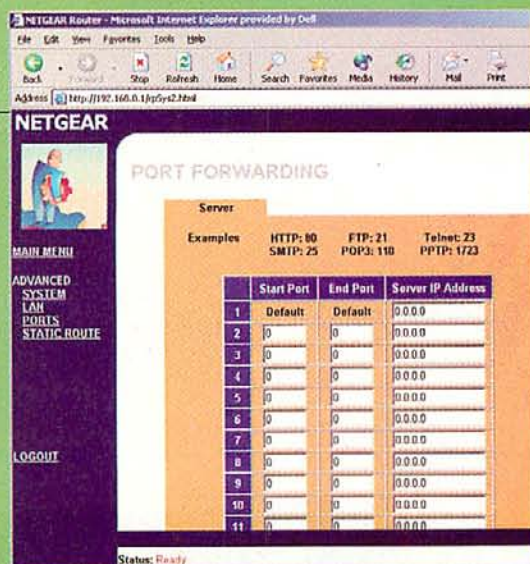 NETGEAR Router - Microsoft Internet Explorer provided by Dell
File Edit View Favorites Tools Help
Back Forward Stop Refresh Home Search Favorites Media History Mail Print
Address http://192.168.0.1/rpSys2.html
NETGEAR
MAIN MENU
ADVANCED
SYSTEM
LAN
PORTS
STATIC ROUTE
LOGOUT
PORT FORWARDING
Server
Examples HTTP: 80 FTP: 21 Telnet: 23
SMTP: 25 POP3: 110 PPTP: 1723
Start Port End Port Server IP Address
1 Default Default 0.0.0.0
2 0 0 0.0.0.0
3 0 0 0.0.0.0
4 0 0 0.0.0.0
5 0 0 0.0.0.0
6 0 0 0.0.0.0
7 0 0 0.0.0.0
8 0 0 0.0.0.0
9 0 0 0.0.0.0
10 0 0 0.0.0.0
11 0 0 0.0.0.0
Status: Ready